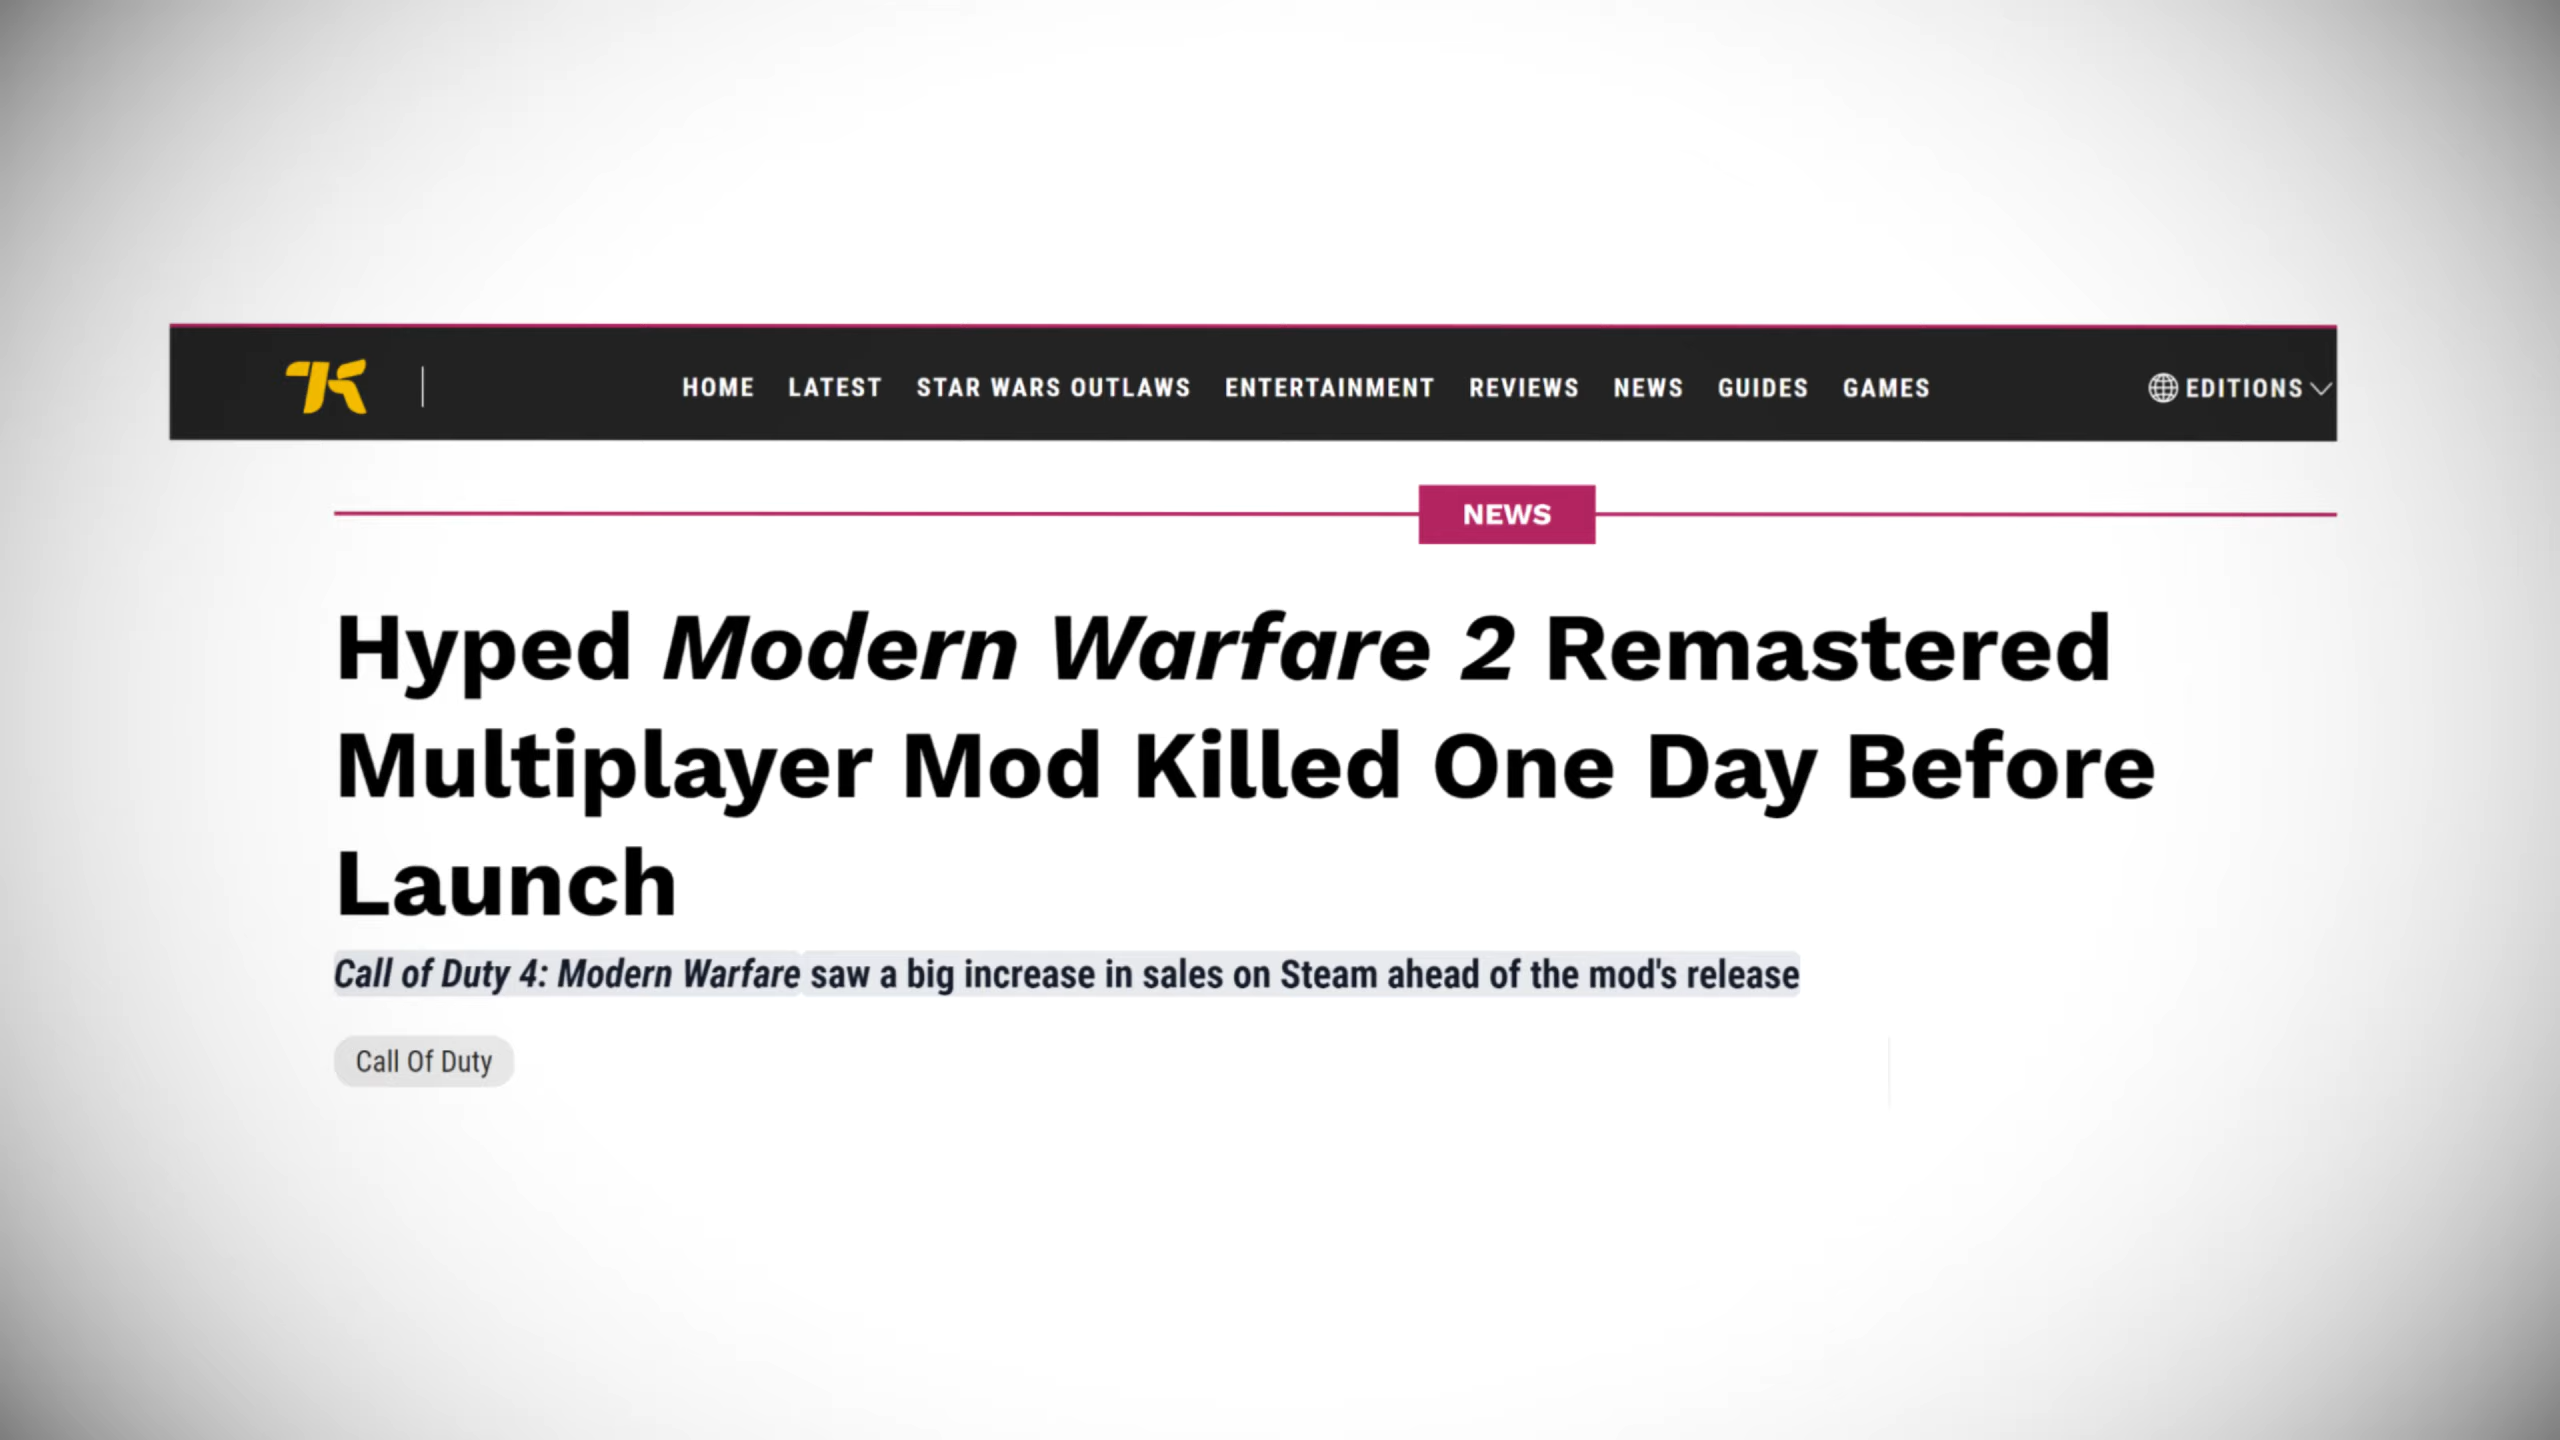 HOME LATEST STAR WARS OUTLAWS ENTERTAINMENT REVIEWS NEWS GUIDES GAMES EDITIONS
NEWS
Hyped Modern Warfare 2 Remastered
Multiplayer Mod Killed One Day Before
Launch
Call of Duty 4: Modern Warfare saw a big increase in sales on Steam ahead of the mod's release
Call Of Duty